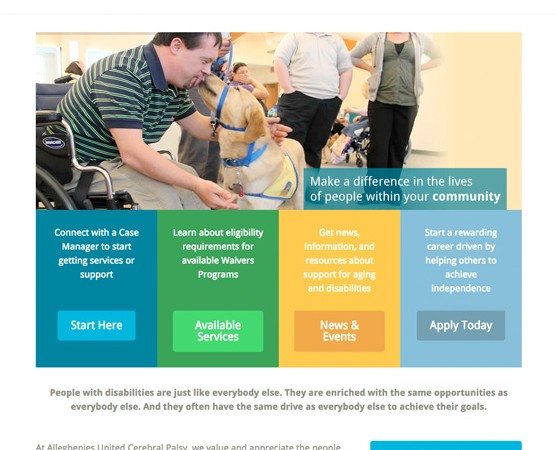 Make a difference in the lives
of people within your community
Connect with a Case
Manager to start
getting services or
support
Start Here
Learn about eligibility
requirements for
available Waivers
Programs
Available
Services
Get news,
information, and
resources about
support for aging
and disabilities
News &
Events
Start a rewarding
career driven by
helping others to
achieve
independence
Apply Today
People with disabilities are just like everybody else. They are enriched with the same opportunities as
everybody else. And they often have the same drive as everybody else to achieve their goals.
At Alleghenies United Cerebral Palsy, we value and appreciate the people